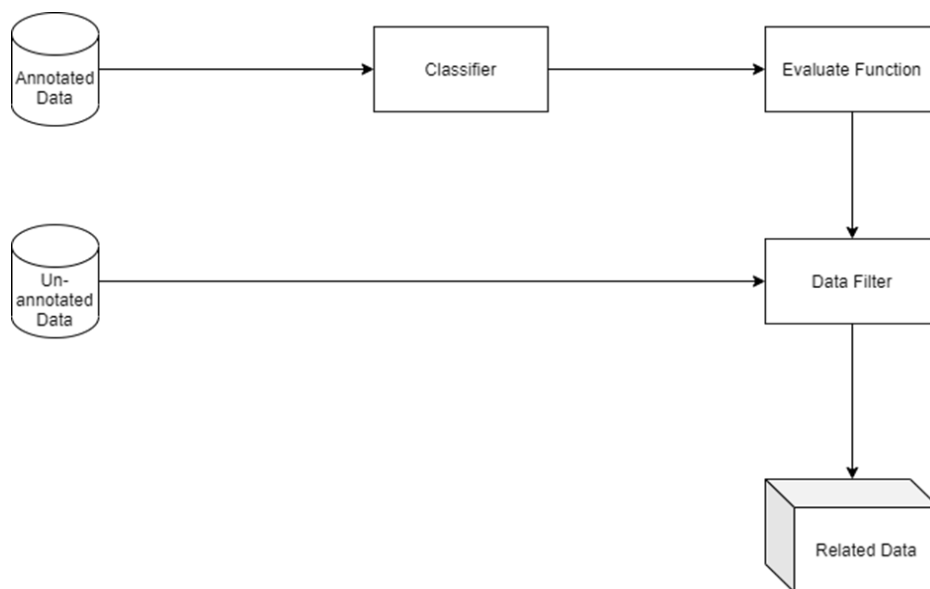 Annotated
Data
Classifier
Evaluate Function
Un-
annotated
Data
Data Filter
Related Data